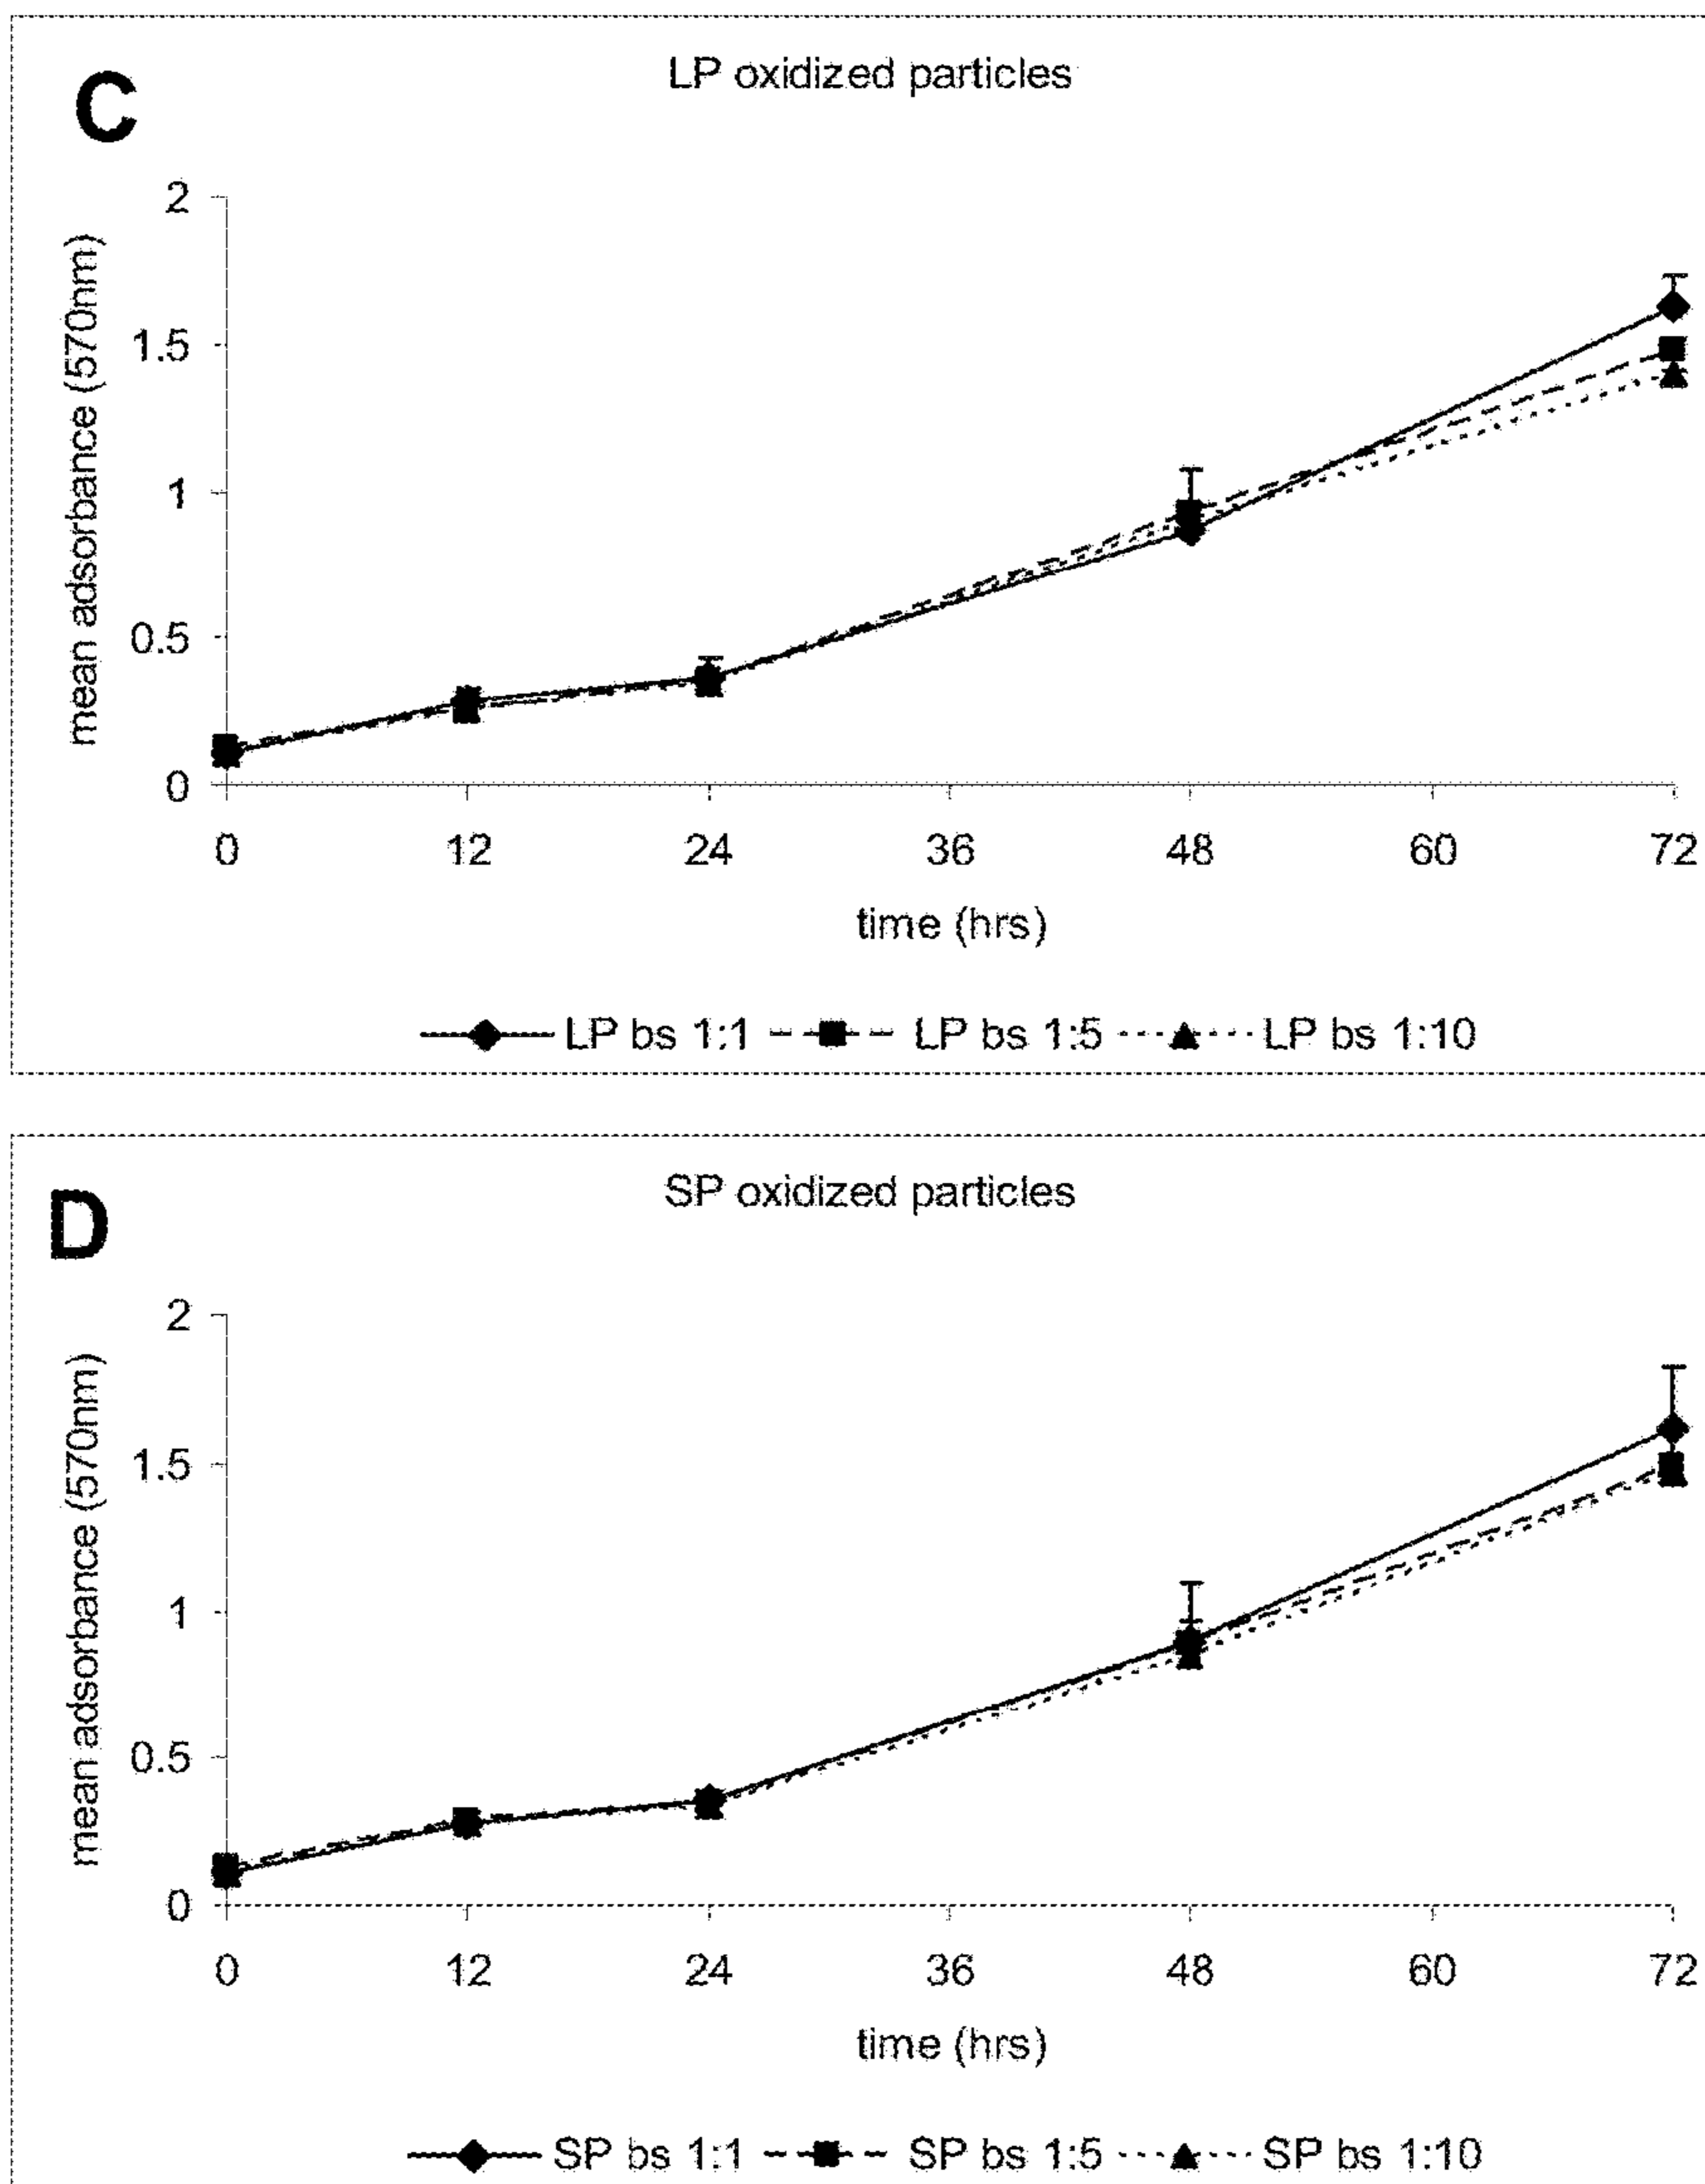 C
LP oxidized particles
mean adsorbance (570nm)
2
1.5
1
0.5
0
0 12 24 36 48 60 72
time (hrs)
LP bs 1:1 LP bs 1:5 LP bs 1:10
D
SP oxidized particles
mean adsorbance (570nm)
2
1.5
1
0.5
0
0 12 24 36 48 60 72
time (hrs)
SP bs 1:1 SP bs 1:5 SP bs 1:10